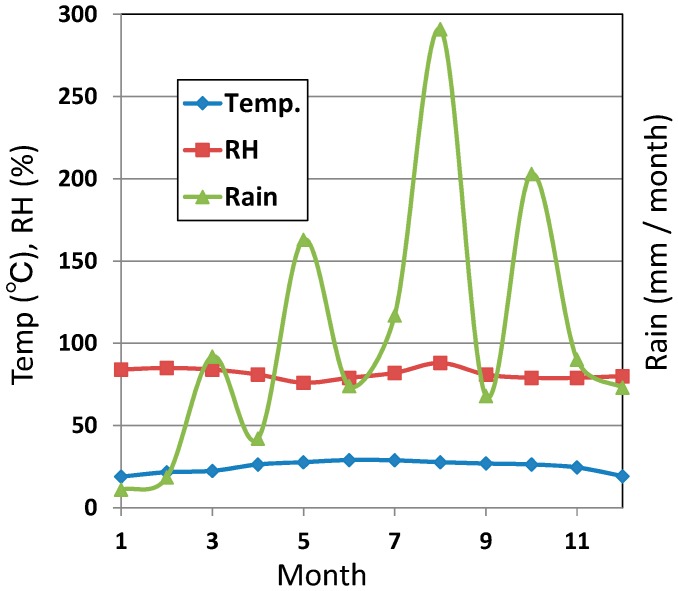 300
250
200
150
100
50
0
Temp (℃), RH (%)
Temp.
RH
Rain
Rain (mm / month)
1 3 5 7 9 11
Month